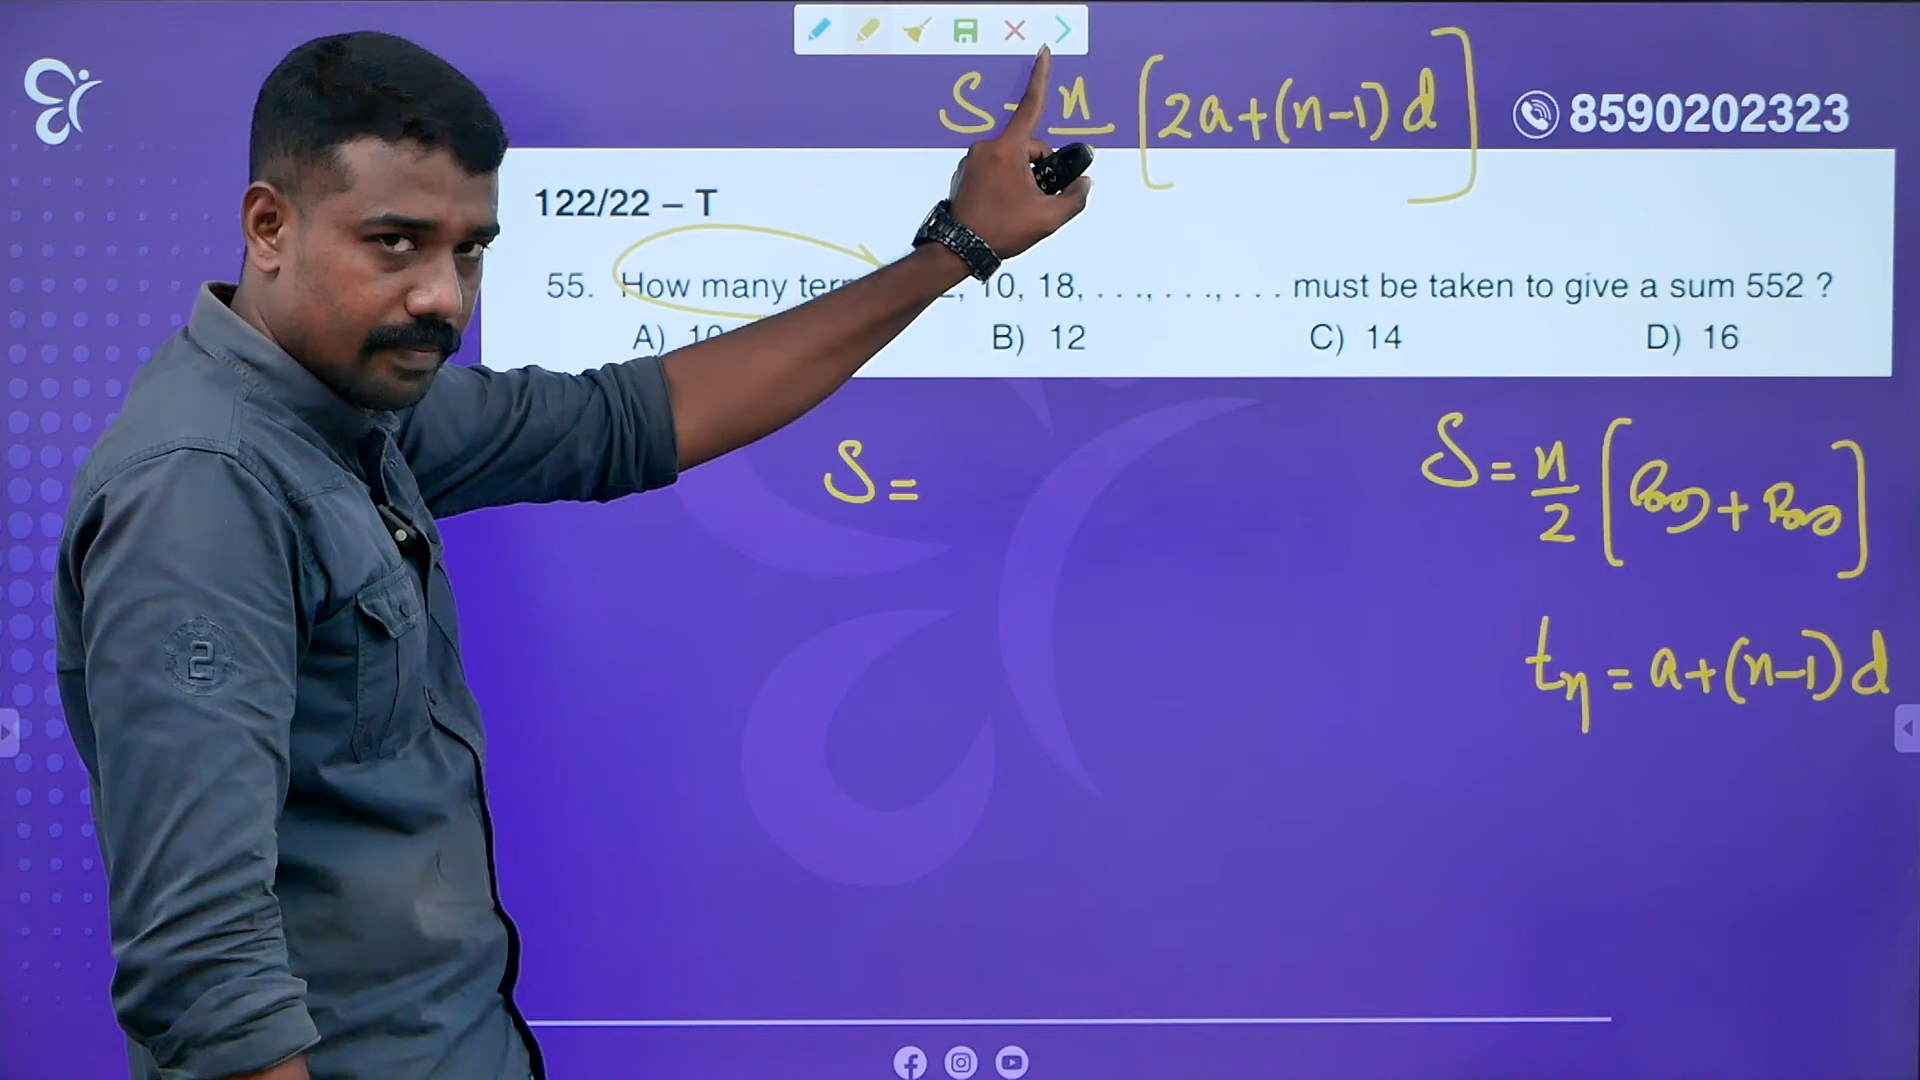 S = n [2a+(n-1)d]
8590202323
122/22 – T
55. How many 10, 18, . . ., . . ., . . . must be taken to give a sum 552 ?
A) B) 12 C) 14 D) 16
S =
S = n/2 [ + ]
tn = a+(n-1)d
2